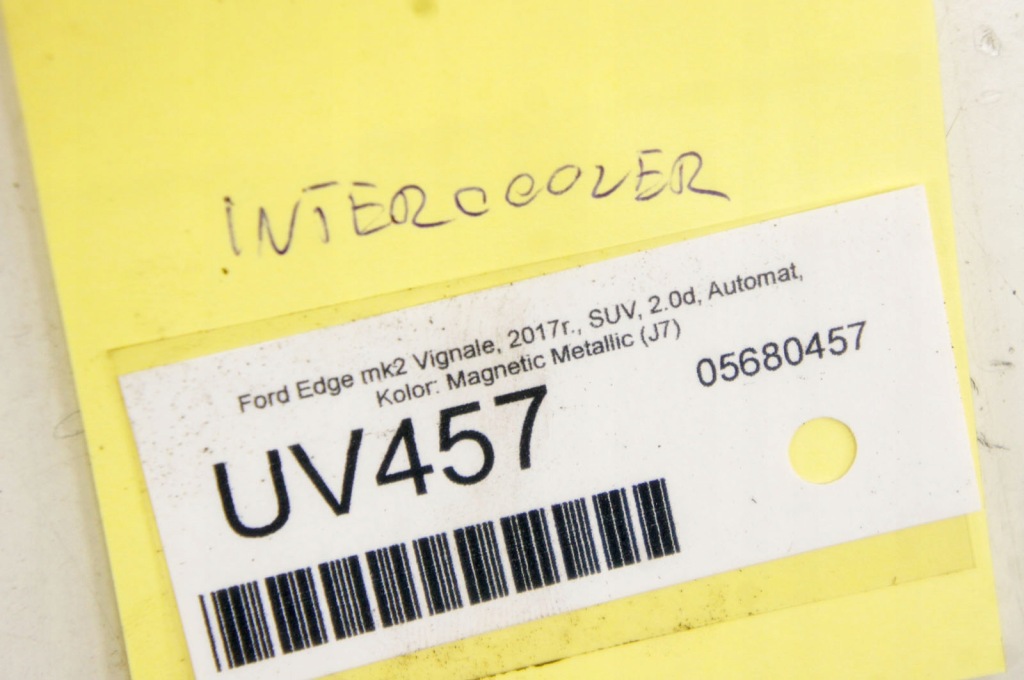 INTERCOOLER
Ford Edge mk2 Vignale, 2017r., SUV, 2.0d, Automat,
Kolor: Magnetic Metallic (J7)
UV457
05680457